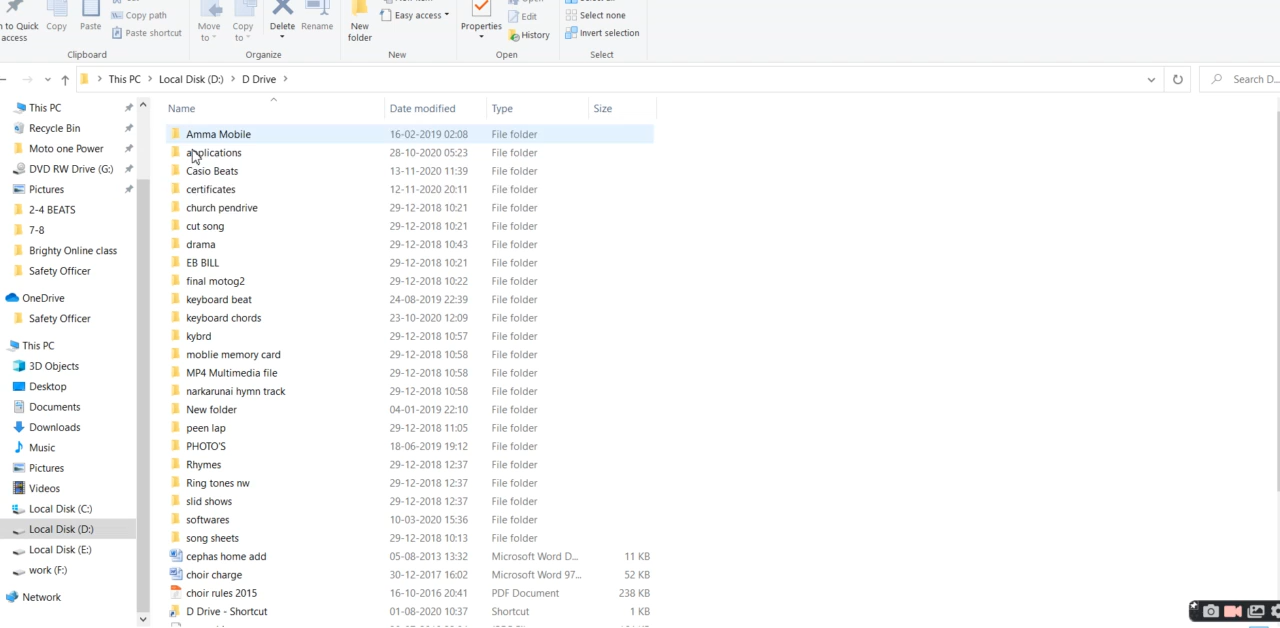 n to Quick access
Copy
Paste
Copy path
Paste shortcut
Clipboard
Move to
Copy to
Delete
Rename
Organize
New folder
Easy access
New
Properties
Edit
History
Open
Select none
Invert selection
Select
This PC > Local Disk (D:) > D Drive >
Search D...
This PC
Recycle Bin
Moto one Power
DVD RW Drive (G:)
Pictures
2-4 BEATS
7-8
Brighty Online class
Safety Officer
OneDrive
Safety Officer
This PC
3D Objects
Desktop
Documents
Downloads
Music
Pictures
Videos
Local Disk (C:)
Local Disk (D:)
Local Disk (E:)
work (F:)
Network
Name Date modified Type Size
Amma Mobile 16-02-2019 02:08 File folder
applications 28-10-2020 05:23 File folder
Casio Beats 13-11-2020 11:39 File folder
certificates 12-11-2020 20:11 File folder
church pendrive 29-12-2018 10:21 File folder
cut song 29-12-2018 10:21 File folder
drama 29-12-2018 10:43 File folder
EB BILL 29-12-2018 10:21 File folder
final motog2 29-12-2018 10:22 File folder
keyboard beat 24-08-2019 22:39 File folder
keyboard chords 23-10-2020 12:09 File folder
kybrd 29-12-2018 10:57 File folder
moblie memory card 29-12-2018 10:58 File folder
MP4 Multimedia file 29-12-2018 10:58 File folder
narkarunai hymn track 29-12-2018 10:58 File folder
New folder 04-01-2019 22:10 File folder
peen lap 29-12-2018 11:05 File folder
PHOTO'S 18-06-2019 19:12 File folder
Rhymes 29-12-2018 12:37 File folder
Ring tones nw 29-12-2018 12:37 File folder
slid shows 29-12-2018 12:37 File folder
softwares 10-03-2020 15:36 File folder
song sheets 29-12-2018 10:13 File folder
cephas home add 05-08-2013 13:32 Microsoft Word D... 11 KB
choir charge 30-12-2017 16:02 Microsoft Word 97... 52 KB
choir rules 2015 16-10-2016 20:41 PDF Document 238 KB
D Drive - Shortcut 01-08-2020 10:37 Shortcut 1 KB